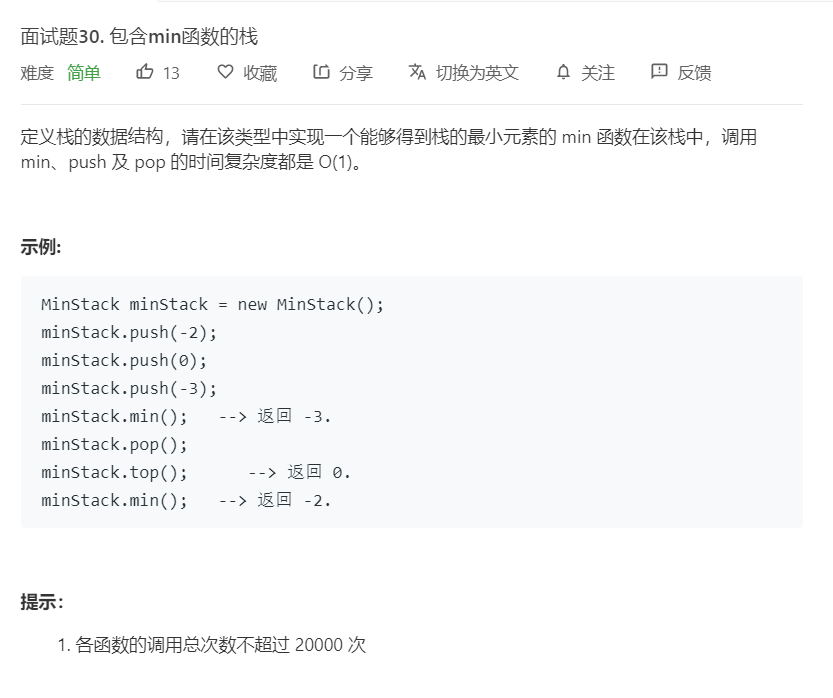 面试题30. 包含min函数的栈
难度 简单 13 收藏 分享 切换为英文 关注 反馈
定义栈的数据结构，请在该类型中实现一个能够得到栈的最小元素的 min 函数在该栈中，调用
min、push 及 pop 的时间复杂度都是 O(1)。
示例:
MinStack minStack = new MinStack();
minStack.push(-2);
minStack.push(0);
minStack.push(-3);
minStack.min();   --> 返回 -3.
minStack.pop();
minStack.top();      --> 返回 0.
minStack.min();   --> 返回 -2.
提示：
1. 各函数的调用总次数不超过 20000 次